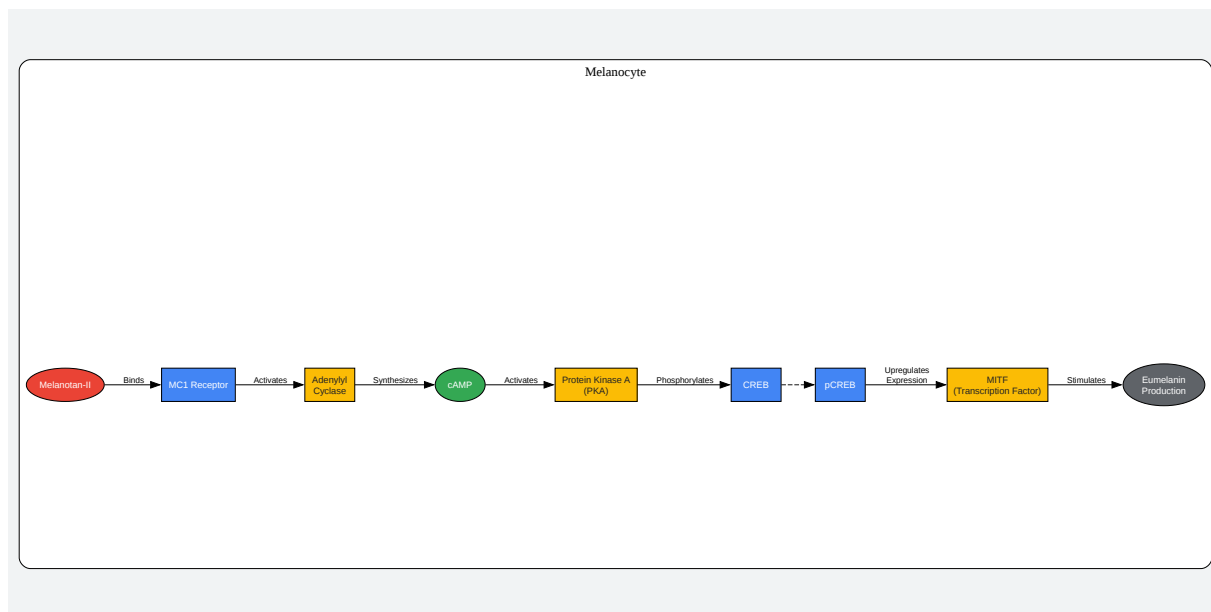 Melanocyte
Melanotan-II
Binds
MC1 Receptor
Activates
Adenylyl
Cyclase
Synthesizes
cAMP
Activates
Protein Kinase A
(PKA)
Phosphorylates
CREB
pCREB
Upregulates
Expression
MITF
(Transcription Factor)
Stimulates
Eumelanin
Production